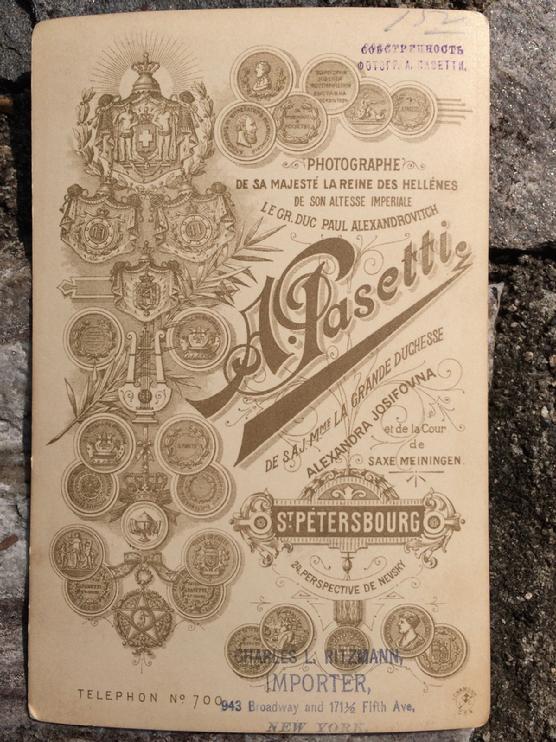 152
СОБСТВЕННОСТЬ
ФОТОГР. А. ПАЗЕТТИ.
PHOTOGRAPHE
DE SA MAJESTÉ LA REINE DES HELLÈNES
DE SON ALTESSE IMPERIALE
LE GR. DUC PAUL ALEXANDROVITCH
A. Pasetti
DE S.A.I. MME LA GRANDE DUCHESSE
ALEXANDRA JOSIFOVNA
et de la Cour
de
SAXE MEININGEN.
ST PÉTERSBOURG
24, PERSPECTIVE DE NEVSKY
CHARLES L. RITZMANN,
IMPORTER,
TELEPHON No 700
943 Broadway and 171½ Fifth Ave,
NEW YORK.